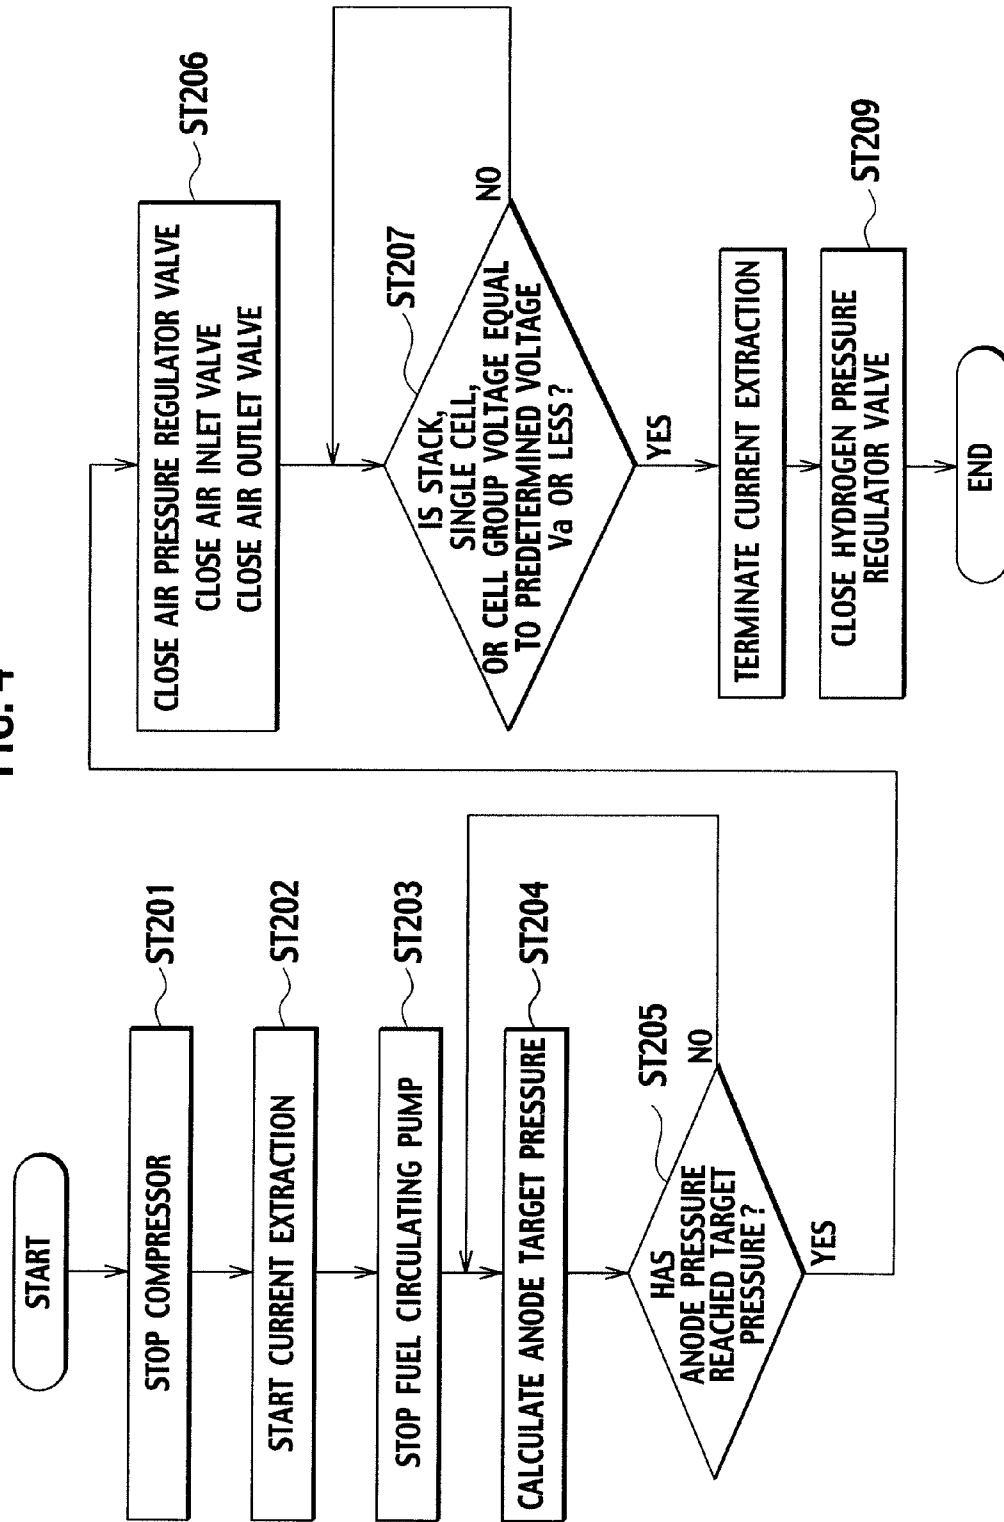 FIG. 4
START
STOP COMPRESSOR
ST201
START CURRENT EXTRACTION
ST202
STOP FUEL CIRCULATING PUMP
ST203
CALCULATE ANODE TARGET PRESSURE
ST204
HAS
ANODE PRESSURE
REACHED TARGET
PRESSURE?
ST205
NO
YES
CLOSE AIR PRESSURE REGULATOR VALVE
CLOSE AIR INLET VALVE
CLOSE AIR OUTLET VALVE
ST206
IS STACK,
SINGLE CELL,
OR CELL GROUP VOLTAGE EQUAL
TO PREDETERMINED VOLTAGE
Va OR LESS?
ST207
NO
YES
TERMINATE CURRENT EXTRACTION
CLOSE HYDROGEN PRESSURE
REGULATOR VALVE
ST209
END